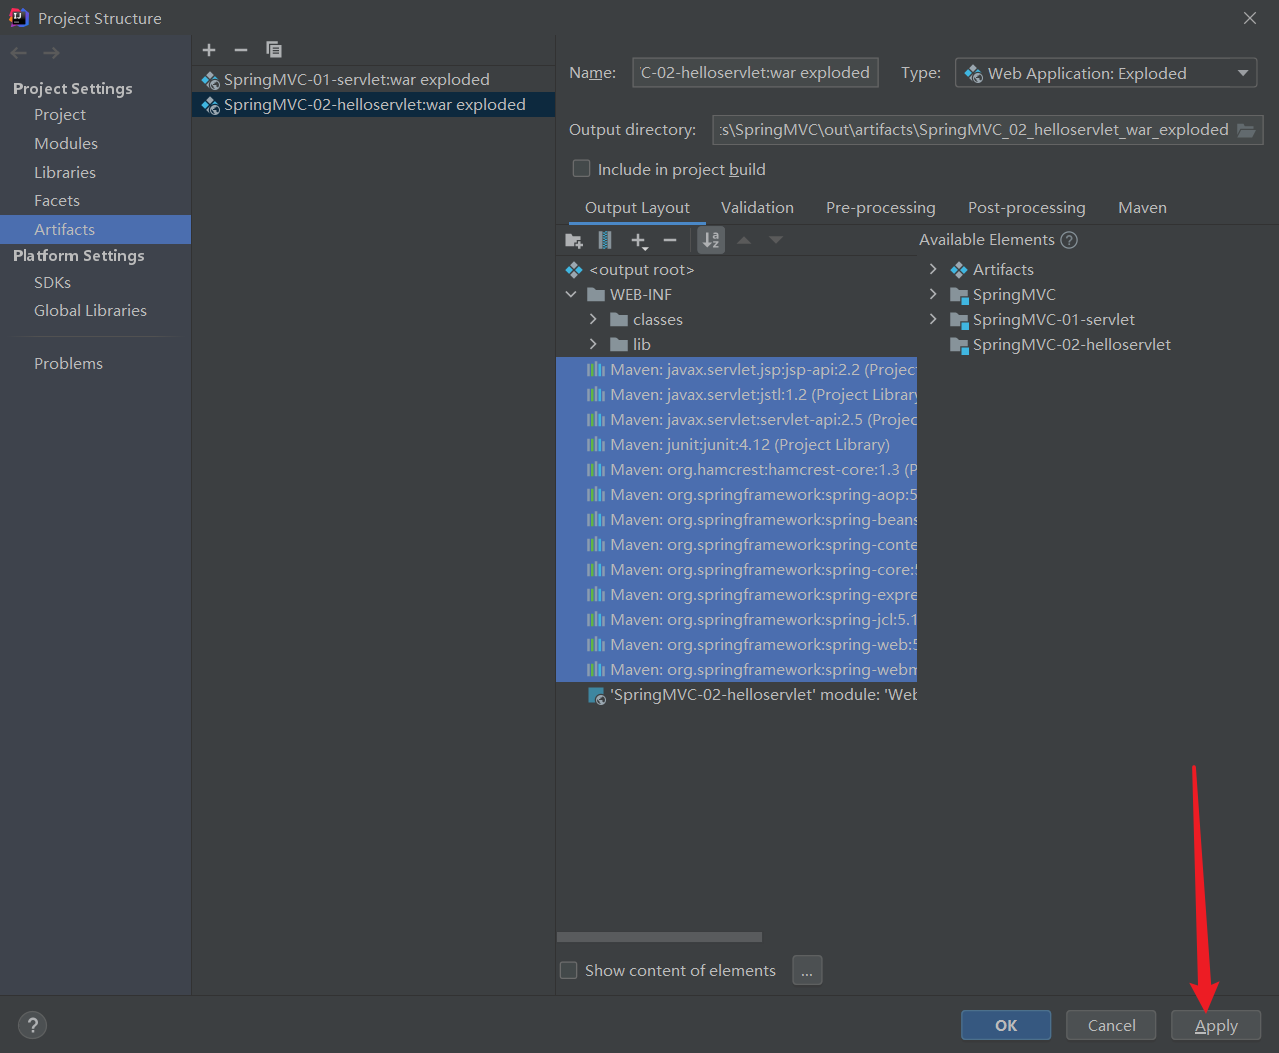 Project Structure
Project Settings
Project
Modules
Libraries
Facets
Artifacts
Platform Settings
SDKs
Global Libraries
Problems
SpringMVC-01-servlet:war exploded
SpringMVC-02-helloservlet:war exploded
Name: C-02-helloservlet:war exploded Type: Web Application: Exploded
Output directory: :s\SpringMVC\out\artifacts\SpringMVC_02_helloservlet_war_exploded
Include in project build
Output Layout Validation Pre-processing Post-processing Maven
Available Elements ?
<output root>
WEB-INF
classes
lib
Maven: javax.servlet.jsp:jsp-api:2.2 (Project
Maven: javax.servlet:jstl:1.2 (Project Library
Maven: javax.servlet:servlet-api:2.5 (Projec
Maven: junit:junit:4.12 (Project Library)
Maven: org.hamcrest:hamcrest-core:1.3 (P
Maven: org.springframework:spring-aop:5
Maven: org.springframework:spring-beans
Maven: org.springframework:spring-conte
Maven: org.springframework:spring-core:5
Maven: org.springframework:spring-expre
Maven: org.springframework:spring-jcl:5.1
Maven: org.springframework:spring-web:5
Maven: org.springframework:spring-webm
'SpringMVC-02-helloservlet' module: 'Web
Artifacts
SpringMVC
SpringMVC-01-servlet
SpringMVC-02-helloservlet
Show content of elements ...
? OK Cancel Apply